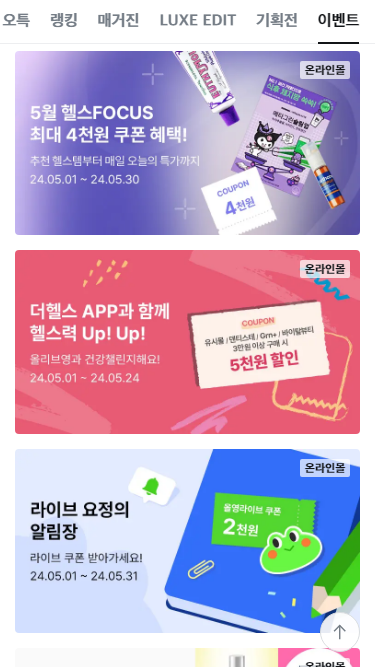 오특 랭킹 매거진 LUXE EDIT 기획전 이벤트
온라인몰
5월 헬스FOCUS
최대 4천원 쿠폰 혜택!
추천 헬스템부터 매일 오늘의 특가까지
24.05.01 ~ 24.05.30
COUPON
4천원
온라인몰
더헬스 APP과 함께
헬스력 Up! Up!
올리브영과 건강챌린지해요!
24.05.01 ~ 24.05.24
COUPON
유시몰 / 덴티스테 / Grn+ / 바이탈뷰티
3만원 이상 구매 시
5천원 할인
온라인몰
라이브 요정의
알림장
라이브 쿠폰 받아가세요!
24.05.01 ~ 24.05.31
올영라이브 쿠폰
2천원
온라인몰